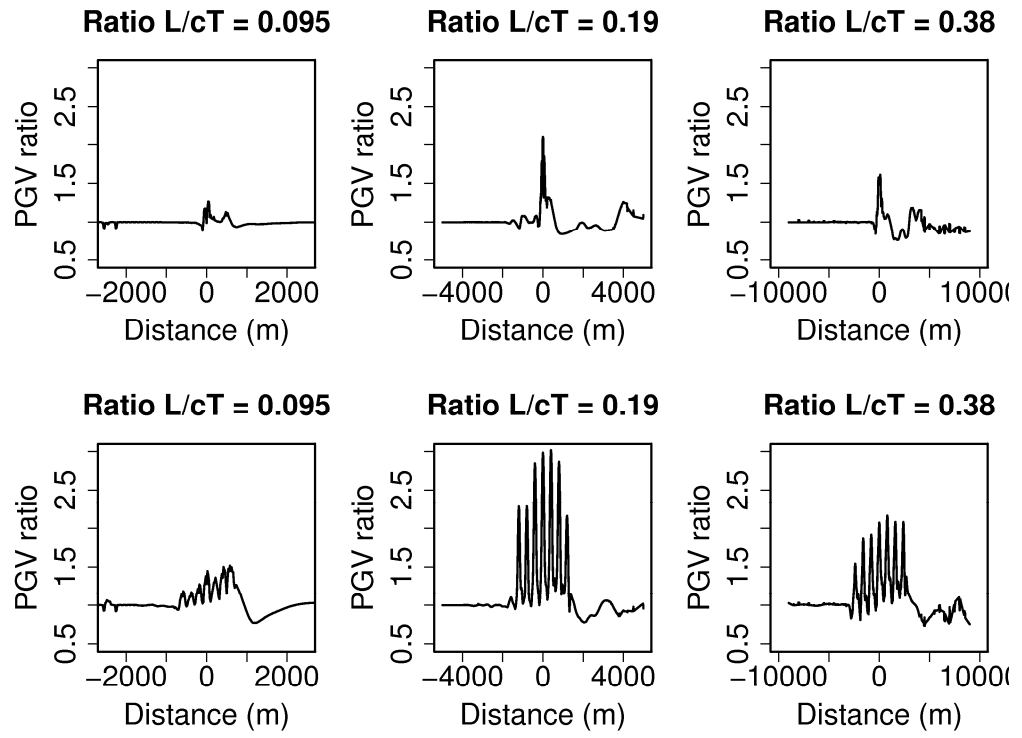 Ratio L/cT = 0.095
PGV ratio
0.5 1.5 2.5
−2000 0 2000
Distance (m)
Ratio L/cT = 0.19
PGV ratio
0.5 1.5 2.5
−4000 0 4000
Distance (m)
Ratio L/cT = 0.38
PGV ratio
0.5 1.5 2.5
−10000 0 10000
Distance (m)
Ratio L/cT = 0.095
PGV ratio
0.5 1.5 2.5
−2000 0 2000
Distance (m)
Ratio L/cT = 0.19
PGV ratio
0.5 1.5 2.5
−4000 0 4000
Distance (m)
Ratio L/cT = 0.38
PGV ratio
0.5 1.5 2.5
−10000 0 10000
Distance (m)